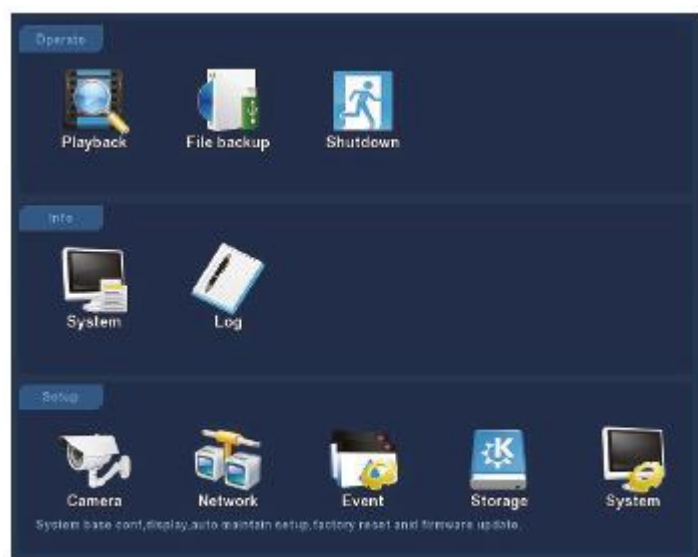 Operate
Playback File backup Shutdown
Info
System Log
Setup
Camera Network Event Storage System
System base conf,display,auto maintain setup,factory reset and firmware update.